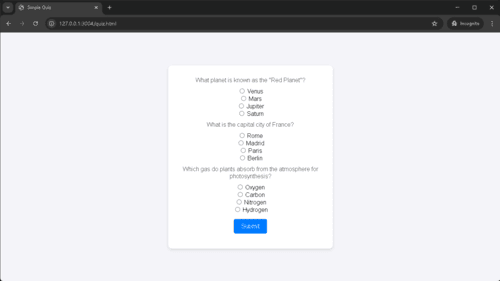 Simple Quiz
127.0.0.1:3004/quiz.html
Incognito
What planet is known as the "Red Planet"?
Venus
Mars
Jupiter
Saturn
What is the capital city of France?
Rome
Madrid
Paris
Berlin
Which gas do plants absorb from the atmosphere for
photosynthesis?
Oxygen
Carbon
Nitrogen
Hydrogen
Submit